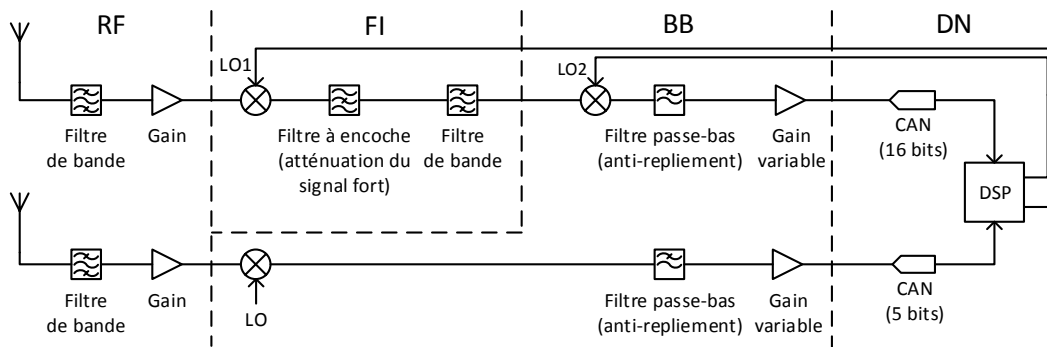 RF
FI
BB
DN
LO1
LO2
Filtre
de bande
Gain
Filtre à encoche
(atténuation du
signal fort)
Filtre
de bande
Filtre passe-bas
(anti-repliement)
Gain
variable
CAN
(16 bits)
DSP
Filtre
de bande
Gain
LO
Filtre passe-bas
(anti-repliement)
Gain
variable
CAN
(5 bits)